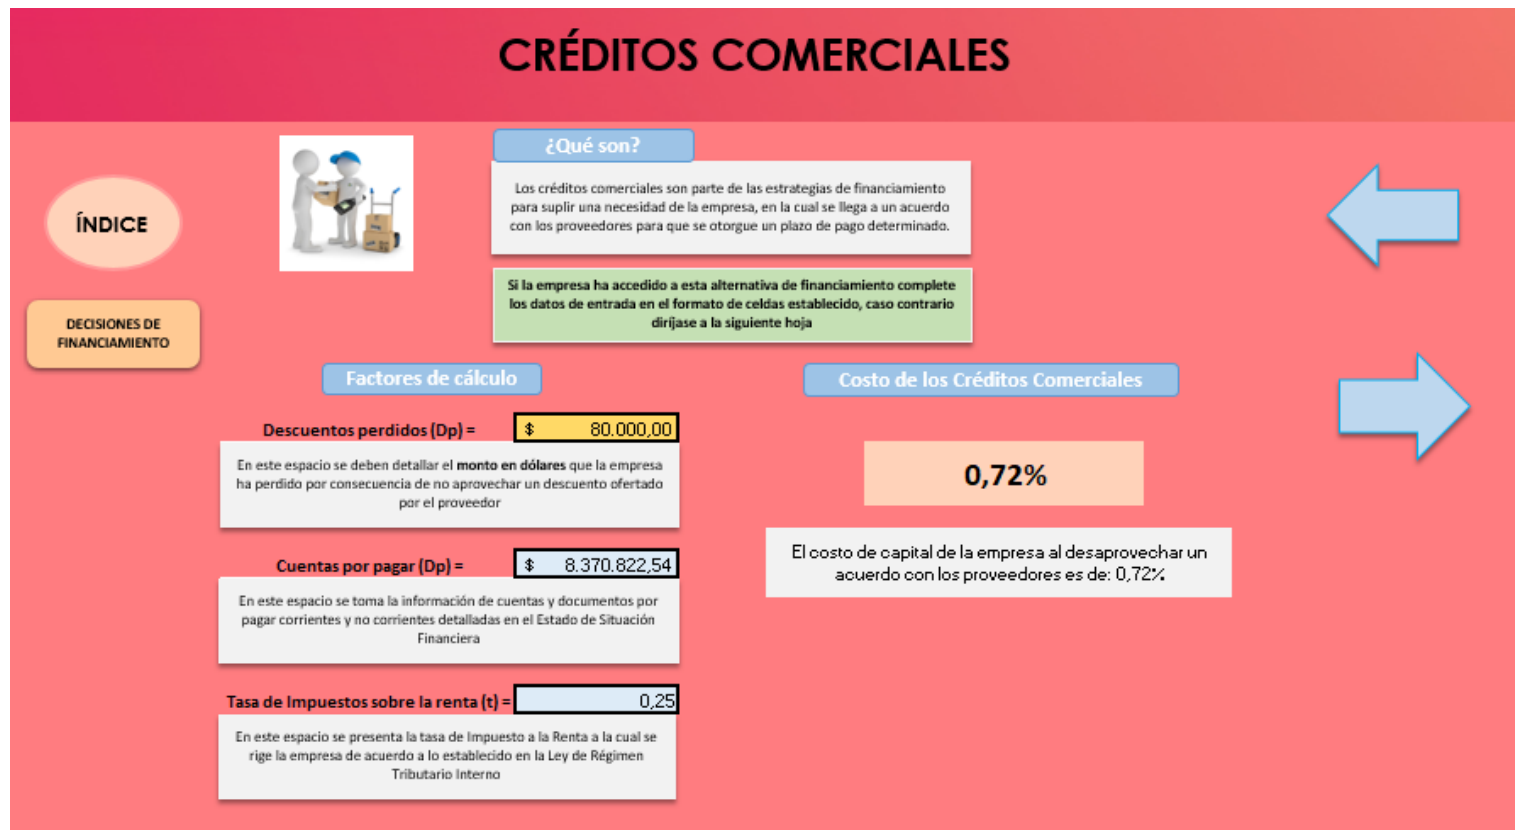 CRÉDITOS COMERCIALES
¿Qué son?
Los créditos comerciales son parte de las estrategias de financiamiento
para suplir una necesidad de la empresa, en la cual se llega a un acuerdo
con los proveedores para que se otorgue un plazo de pago determinado.
ÍNDICE
Si la empresa ha accedido a esta alternativa de financiamiento complete
los datos de entrada en el formato de celdas establecido, caso contrario
diríjase a la siguiente hoja
DECISIONES DE
FINANCIAMIENTO
Factores de cálculo
Descuentos perdidos (Dp) = $ 80.000,00
En este espacio se deben detallar el monto en dólares que la empresa
ha perdido por consecuencia de no aprovechar un descuento ofertado
por el proveedor
Cuentas por pagar (Dp) = $ 8.370.822,54
En este espacio se toma la información de cuentas y documentos por
pagar corrientes y no corrientes detalladas en el Estado de Situación
Financiera
Tasa de Impuestos sobre la renta (t) = 0,25
En este espacio se presenta la tasa de Impuesto a la Renta a la cual se
rige la empresa de acuerdo a lo establecido en la Ley de Régimen
Tributario Interno
Costo de los Créditos Comerciales
0,72%
El costo de capital de la empresa al desaprovechar un
acuerdo con los proveedores es de: 0,72%